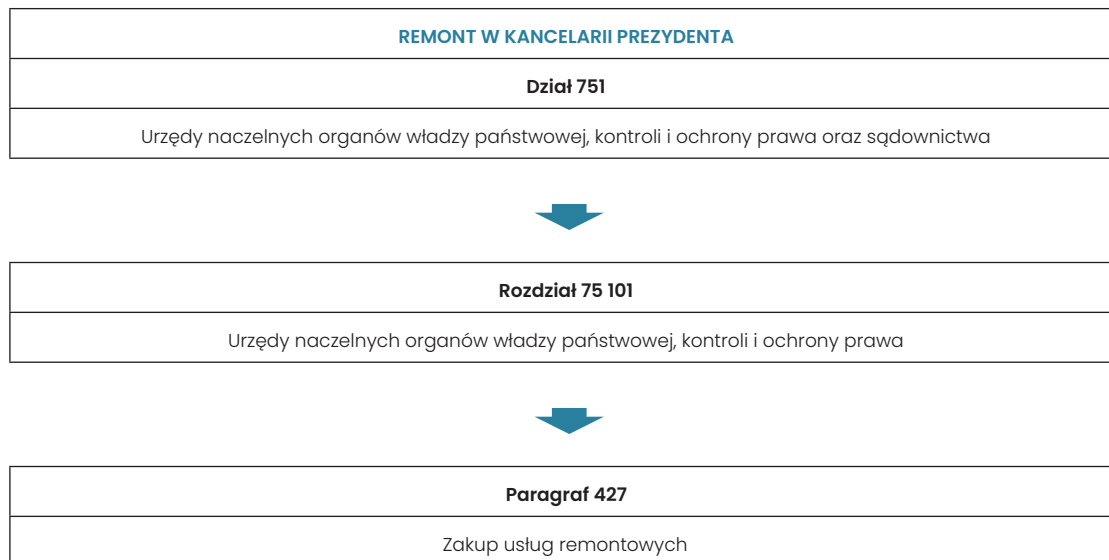 REMONT W KANCELARII PREZYDENTA
Dział 751
Urzędy naczelnych organów władzy państwowej, kontroli i ochrony prawa oraz sądownictwa
Rozdział 75 101
Urzędy naczelnych organów władzy państwowej, kontroli i ochrony prawa
Paragraf 427
Zakup usług remontowych